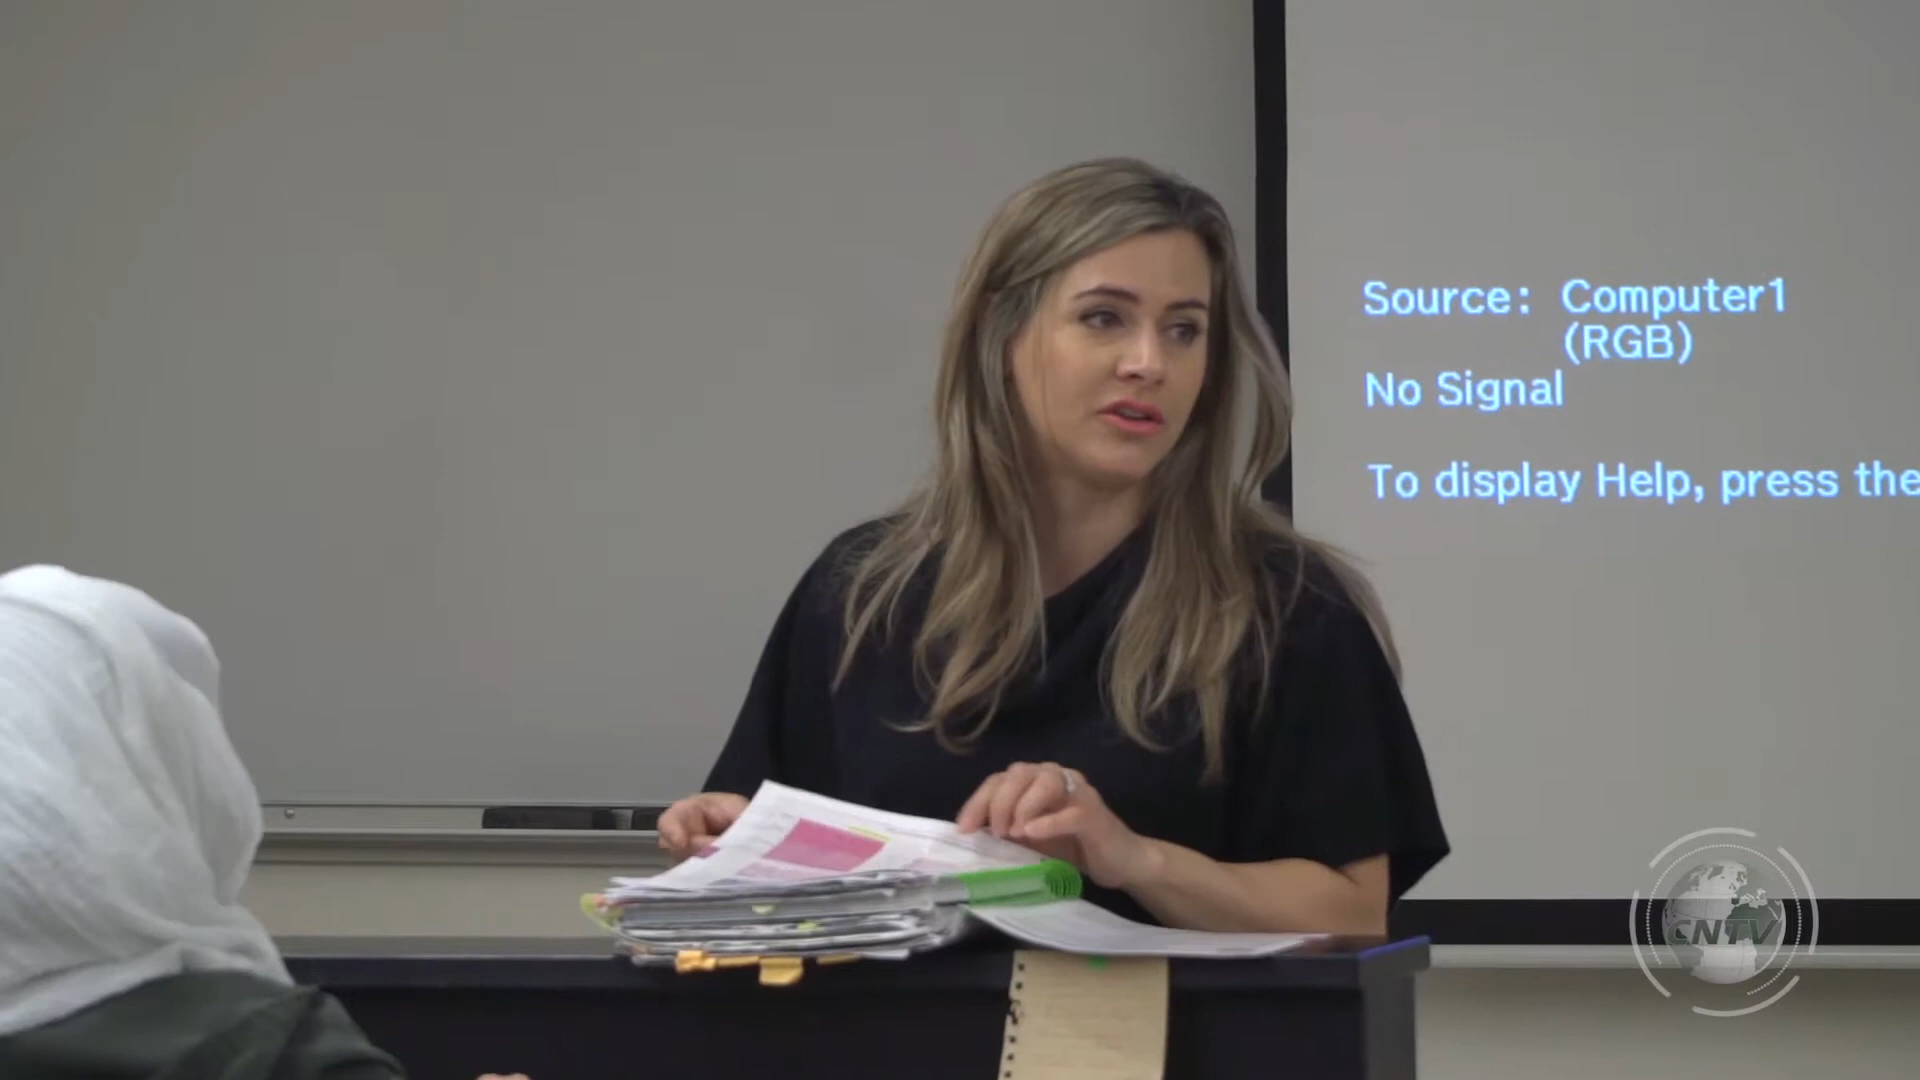 Source: Computer1
(RGB)
No Signal
To display Help, press the
CNTV